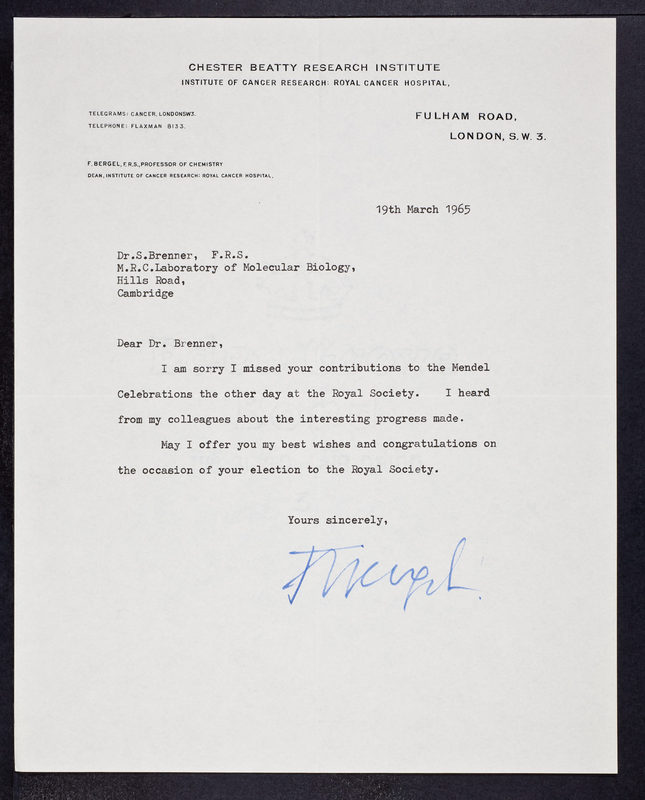 CHESTER BEATTY RESEARCH INSTITUTE
INSTITUTE OF CANCER RESEARCH: ROYAL CANCER HOSPITAL,
TELEGRAMS: CANCER, LONDONSW3.
TELEPHONE: FLAXMAN 8133.
FULHAM ROAD,
LONDON, S.W. 3.
F. BERGEL, F.R.S., PROFESSOR OF CHEMISTRY
DEAN, INSTITUTE OF CANCER RESEARCH: ROYAL CANCER HOSPITAL,
19th March 1965
Dr.S.Brenner, F.R.S.
M.R.C.Laboratory of Molecular Biology,
Hills Road,
Cambridge
Dear Dr. Brenner,
I am sorry I missed your contributions to the Mendel
Celebrations the other day at the Royal Society. I heard
from my colleagues about the interesting progress made.
May I offer you my best wishes and congratulations on
the occasion of your election to the Royal Society.
Yours sincerely,
F Bergel.